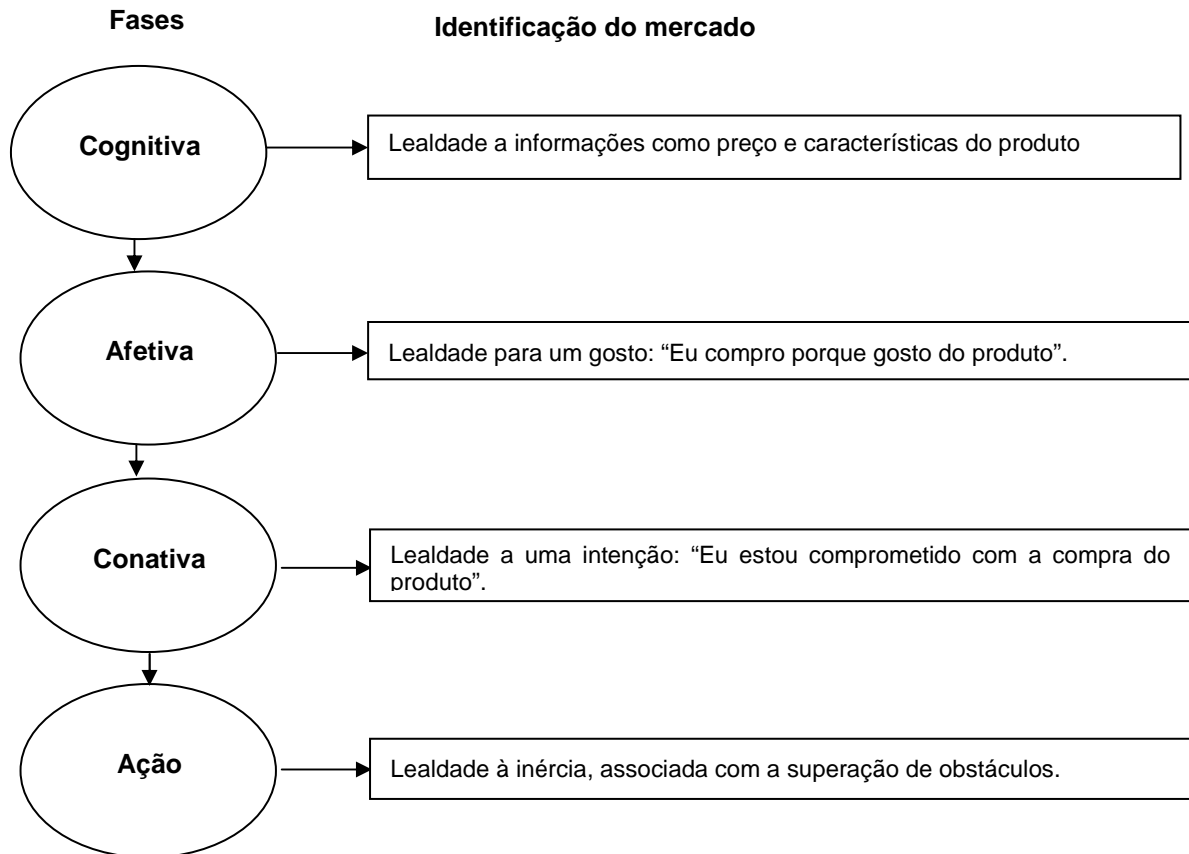 Fases
Identificação do mercado
Cognitiva
Lealdade a informações como preço e características do produto
Afetiva
Lealdade para um gosto: “Eu compro porque gosto do produto”.
Conativa
Lealdade a uma intenção: “Eu estou comprometido com a compra do
produto”.
Ação
Lealdade à inércia, associada com a superação de obstáculos.